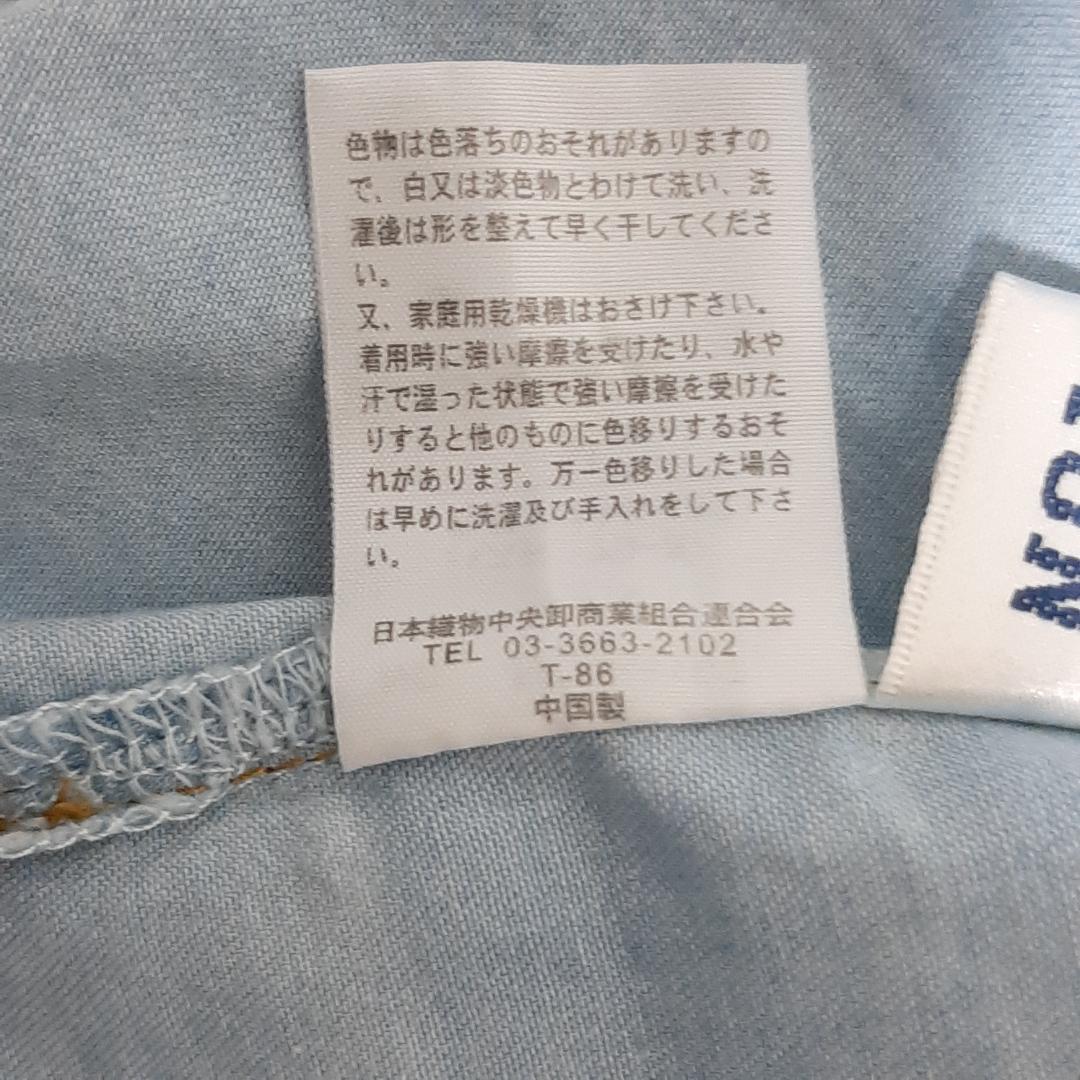 色物は色落ちのおそれがありますの
で、白又は淡色物とわけて洗い、洗
濯後は形を整えて早く干してくださ
い。
又、家庭用乾燥機はおさけ下さい。
着用時に強い摩擦を受けたり、水や
汗で湿った状態で強い摩擦を受けた
りすると他のものに色移りするおそ
れがあります。万一色移りした場合
は早めに洗濯及び手入れをして下さ
い。
日本織物中央卸商業組合連合会
TEL 03-3663-2102
T-86
中国製